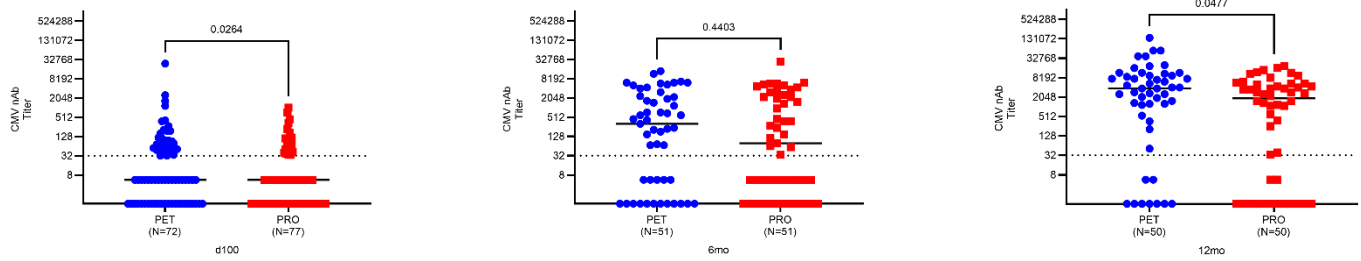 524288
131072
32768
8192
2048
512
128
32
8
CMV nAb
Titer
0.0264
PET
(N=72)
PRO
(N=77)
d100
524288
131072
32768
8192
2048
512
128
32
8
CMV nAb
Titer
0.4403
PET
(N=51)
PRO
(N=51)
6mo
524288
131072
32768
8192
2048
512
128
32
8
CMV nAb
Titer
0.0477
PET
(N=50)
PRO
(N=50)
12mo